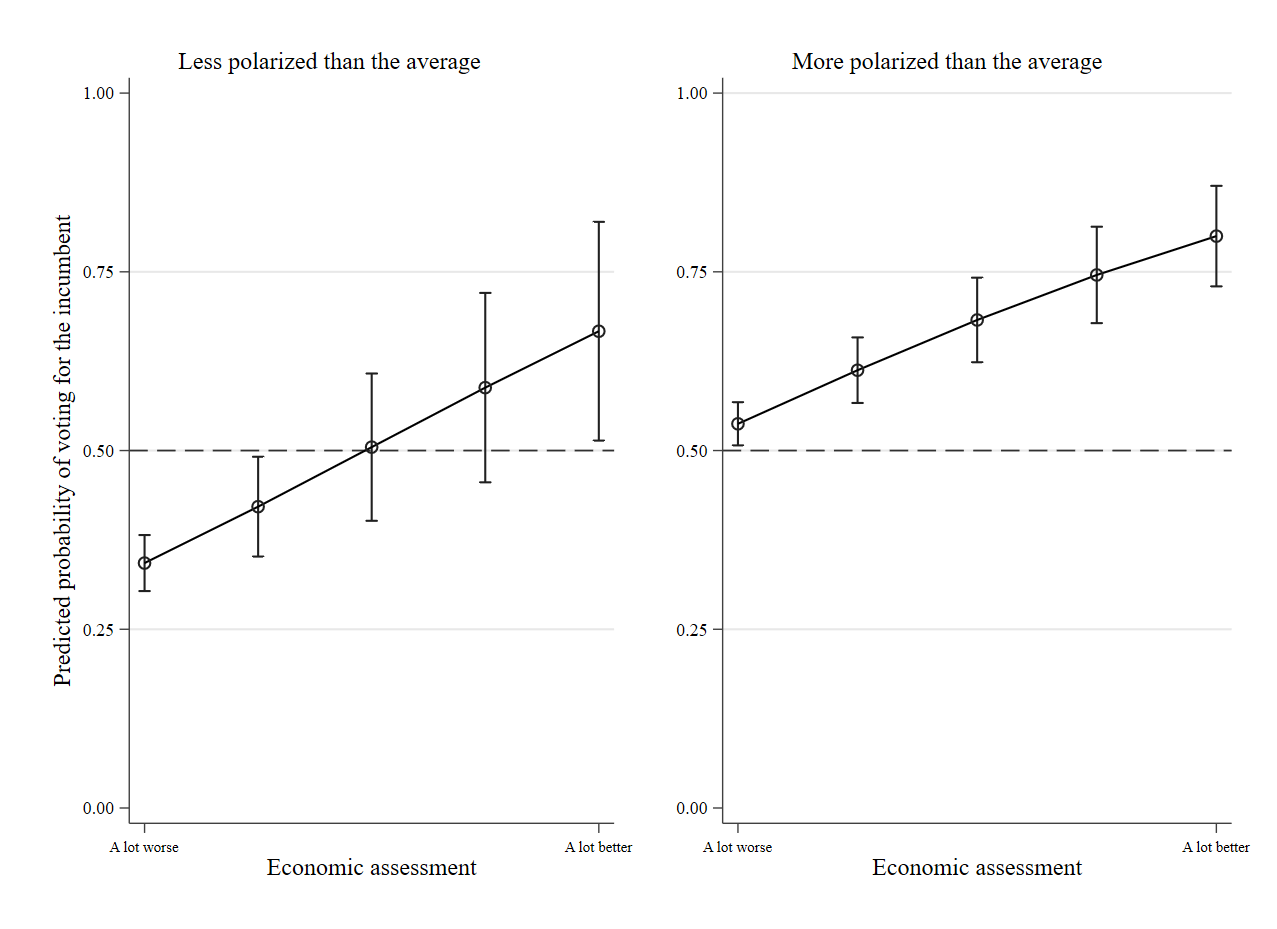 Less polarized than the average
More polarized than the average
Predicted probability of voting for the incumbent
1.00
0.75
0.50
0.25
0.00
A lot worse
A lot better
Economic assessment
1.00
0.75
0.50
0.25
0.00
A lot worse
A lot better
Economic assessment